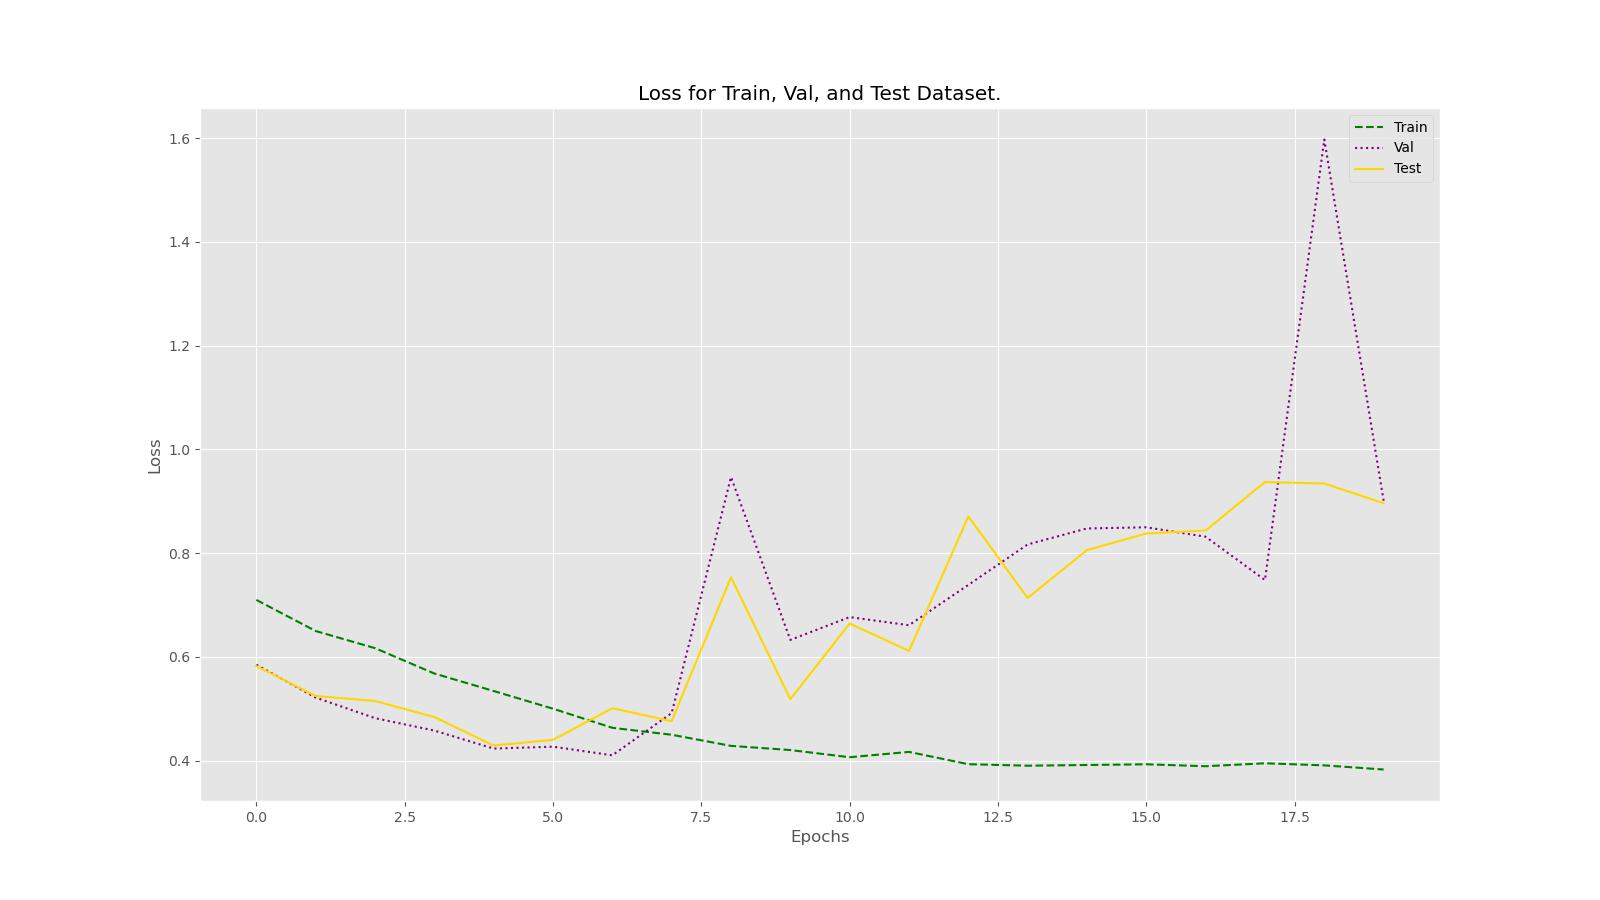 Loss for Train, Val, and Test Dataset.
Train
Val
Test
1.6
1.4
1.2
1.0
0.8
0.6
0.4
Loss
0.0 2.5 5.0 7.5 10.0 12.5 15.0 17.5
Epochs